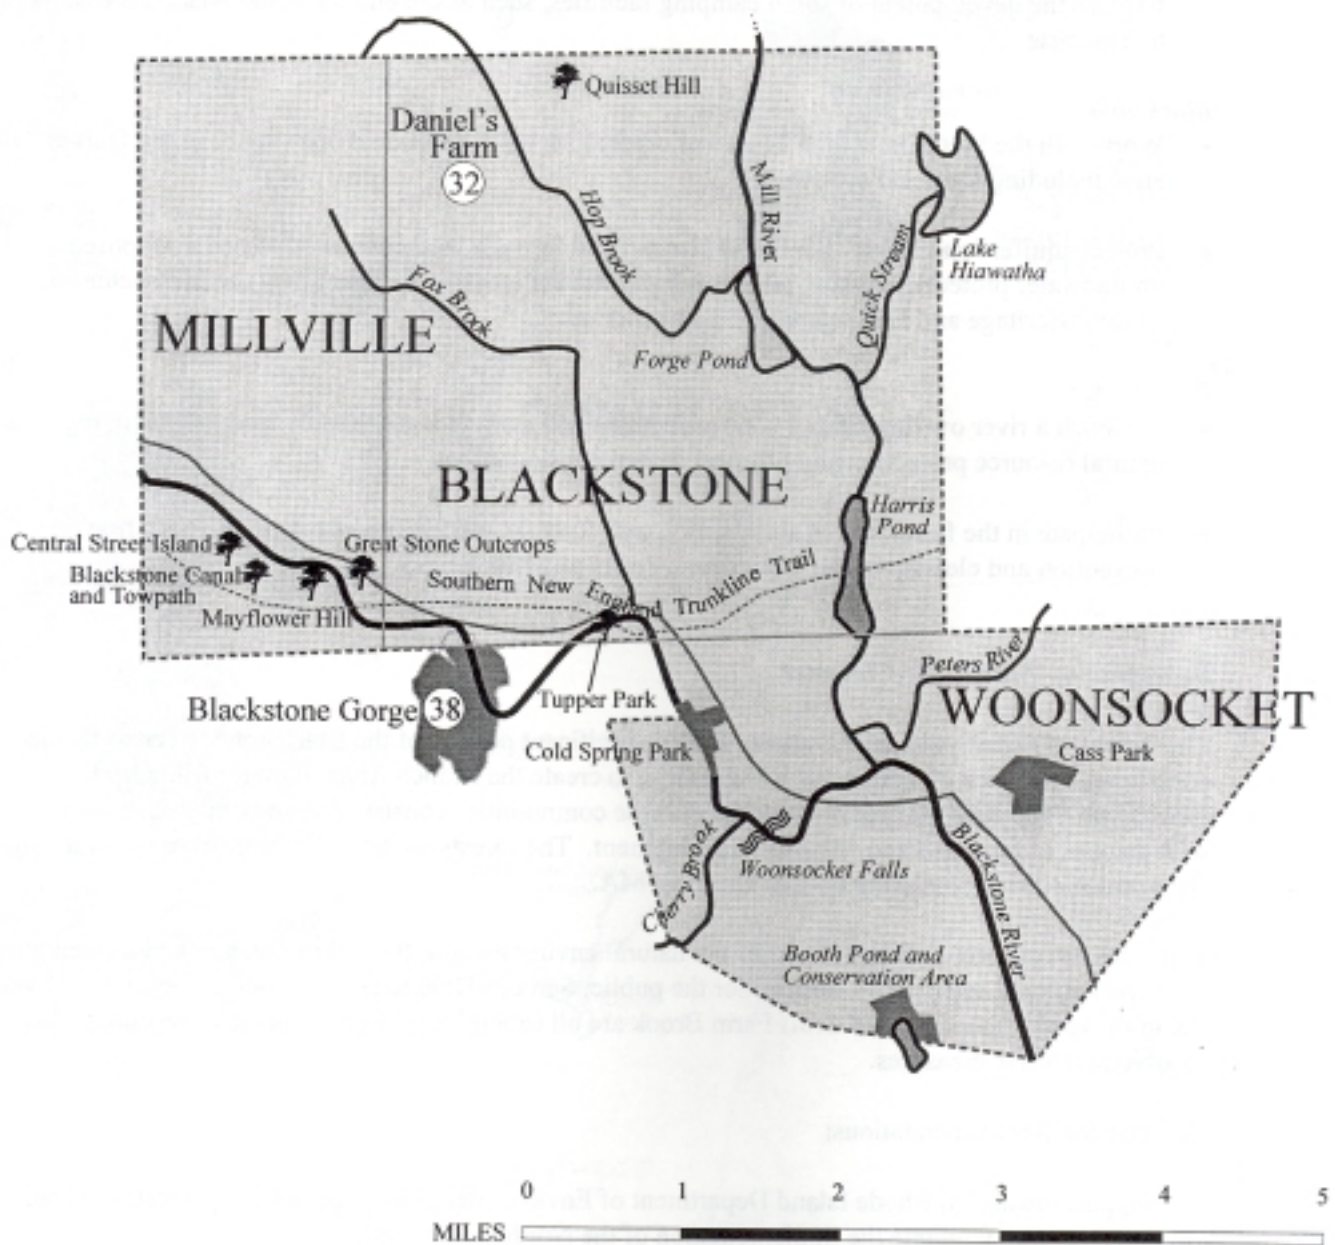 Quisset Hill
Daniel's
Farm
32
Hop Brook
Mill River
Quick Stream
Lake
Hiawatha
Fox Brook
MILLVILLE
Forge Pond
BLACKSTONE
Harris
Pond
Central Street Island
Great Stone Outcrops
Blackstone Canal
and Towpath
Southern New England Trunkline Trail
Mayflower Hill
Peters River
Blackstone Gorge
38
Tupper Park
WOONSOCKET
Cold Spring Park
Cass Park
Cherry Brook
Woonsocket Falls
Blackstone River
Booth Pond and
Conservation Area
0 1 2 3 4 5
MILES